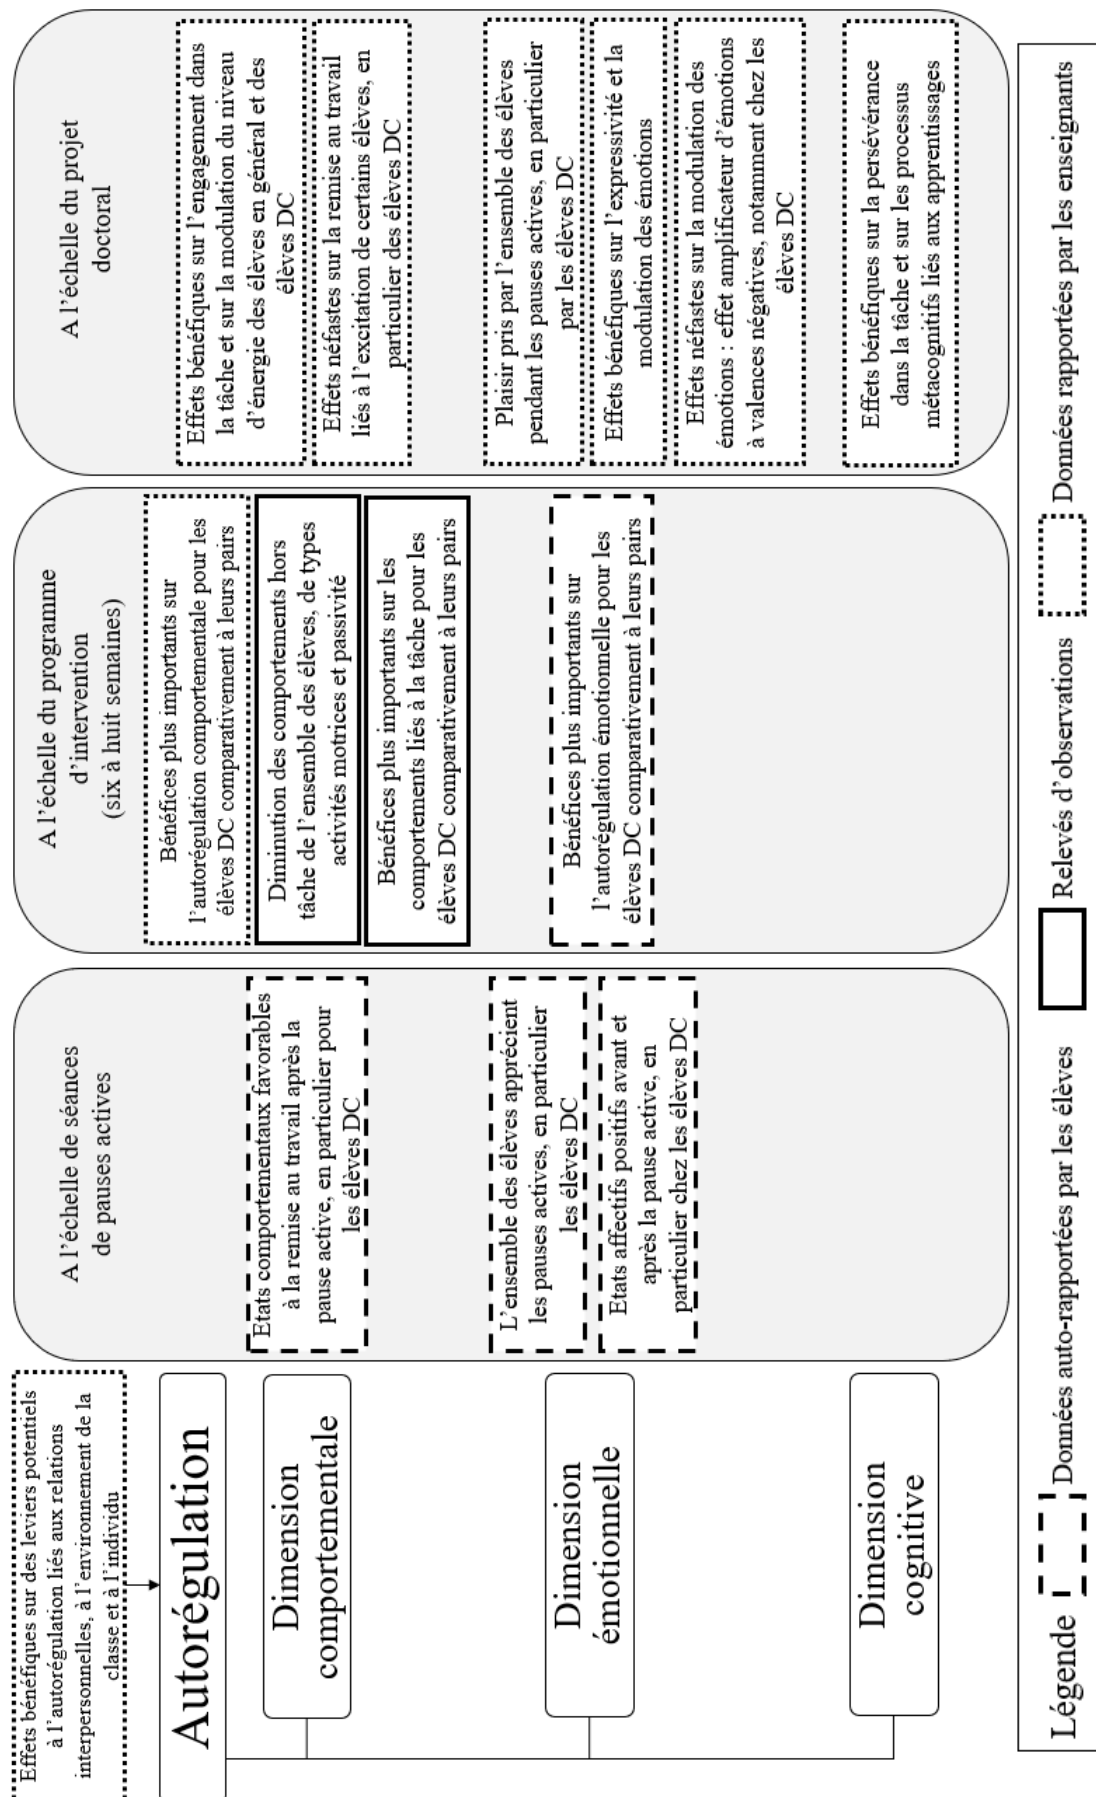 Effets bénéfiques sur des leviers potentiels
à l'autorégulation liés aux relations
interpersonnelles, à l'environnement de la
classe et à l'individu
Autorégulation
Dimension
comportementale
Dimension
émotionnelle
Dimension
cognitive
A l'échelle de séances
de pauses actives
Etats comportementaux favorables
à la remise au travail après la
pause active, en particulier pour
les élèves DC
L'ensemble des élèves apprécient
les pauses actives, en particulier
les élèves DC
Etats affectifs positifs avant et
après la pause active, en
particulier chez les élèves DC
A l'échelle du programme
d'intervention
(six à huit semaines)
Bénéfices plus importants sur
l'autorégulation comportementale pour les
élèves DC comparativement à leurs pairs
Diminution des comportements hors
tâche de l'ensemble des élèves, de types
activités motrices et passivité
Bénéfices plus importants sur les
comportements liés à la tâche pour les
élèves DC comparativement à leurs pairs
Bénéfices plus importants sur
l'autorégulation émotionnelle pour les
élèves DC comparativement à leurs pairs
A l'échelle du projet
doctoral
Effets bénéfiques sur l'engagement dans
la tâche et sur la modulation du niveau
d'énergie des élèves en général et des
élèves DC
Effets néfastes sur la remise au travail
liés à l'excitation de certains élèves, en
particulier des élèves DC
Plaisir pris par l'ensemble des élèves
pendant les pauses actives, en particulier
par les élèves DC
Effets bénéfiques sur l'expressivité et la
modulation des émotions
Effets néfastes sur la modulation des
émotions : effet amplificateur d'émotions
à valences négatives, notamment chez les
élèves DC
Effets bénéfiques sur la persévérance
dans la tâche et sur les processus
métacognitifs liés aux apprentissages
Légende
Données auto-rapportées par les élèves
Relevés d'observations
Données rapportées par les enseignants